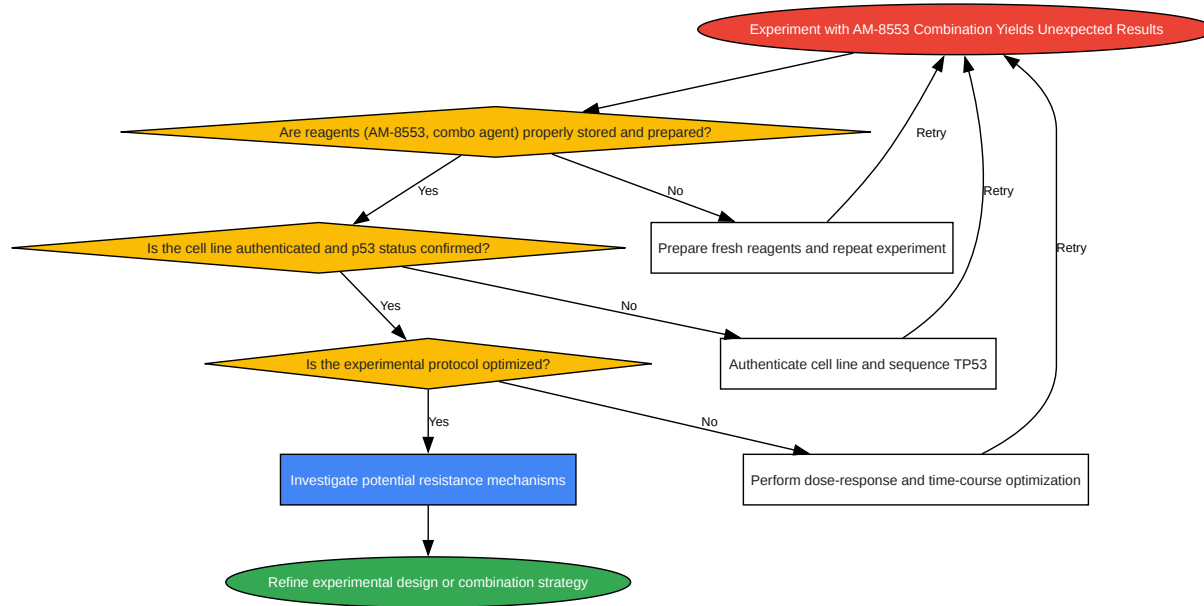 Experiment with AM-8553 Combination Yields Unexpected Results
Are reagents (AM-8553, combo agent) properly stored and prepared?
Retry
Yes
No
Retry
Is the cell line authenticated and p53 status confirmed?
Prepare fresh reagents and repeat experiment
Retry
Yes
No
Is the experimental protocol optimized?
Authenticate cell line and sequence TP53
Yes
No
Investigate potential resistance mechanisms
Perform dose-response and time-course optimization
Refine experimental design or combination strategy